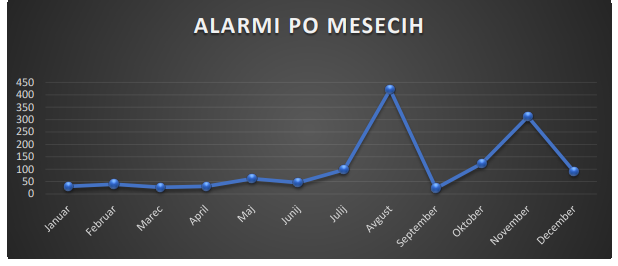 ALARMI PO MESECIH
450
400
350
300
250
200
150
100
50
0
Januar
Februar
Marec
April
Maj
Junij
Julij
Avgust
September
Oktober
November
December